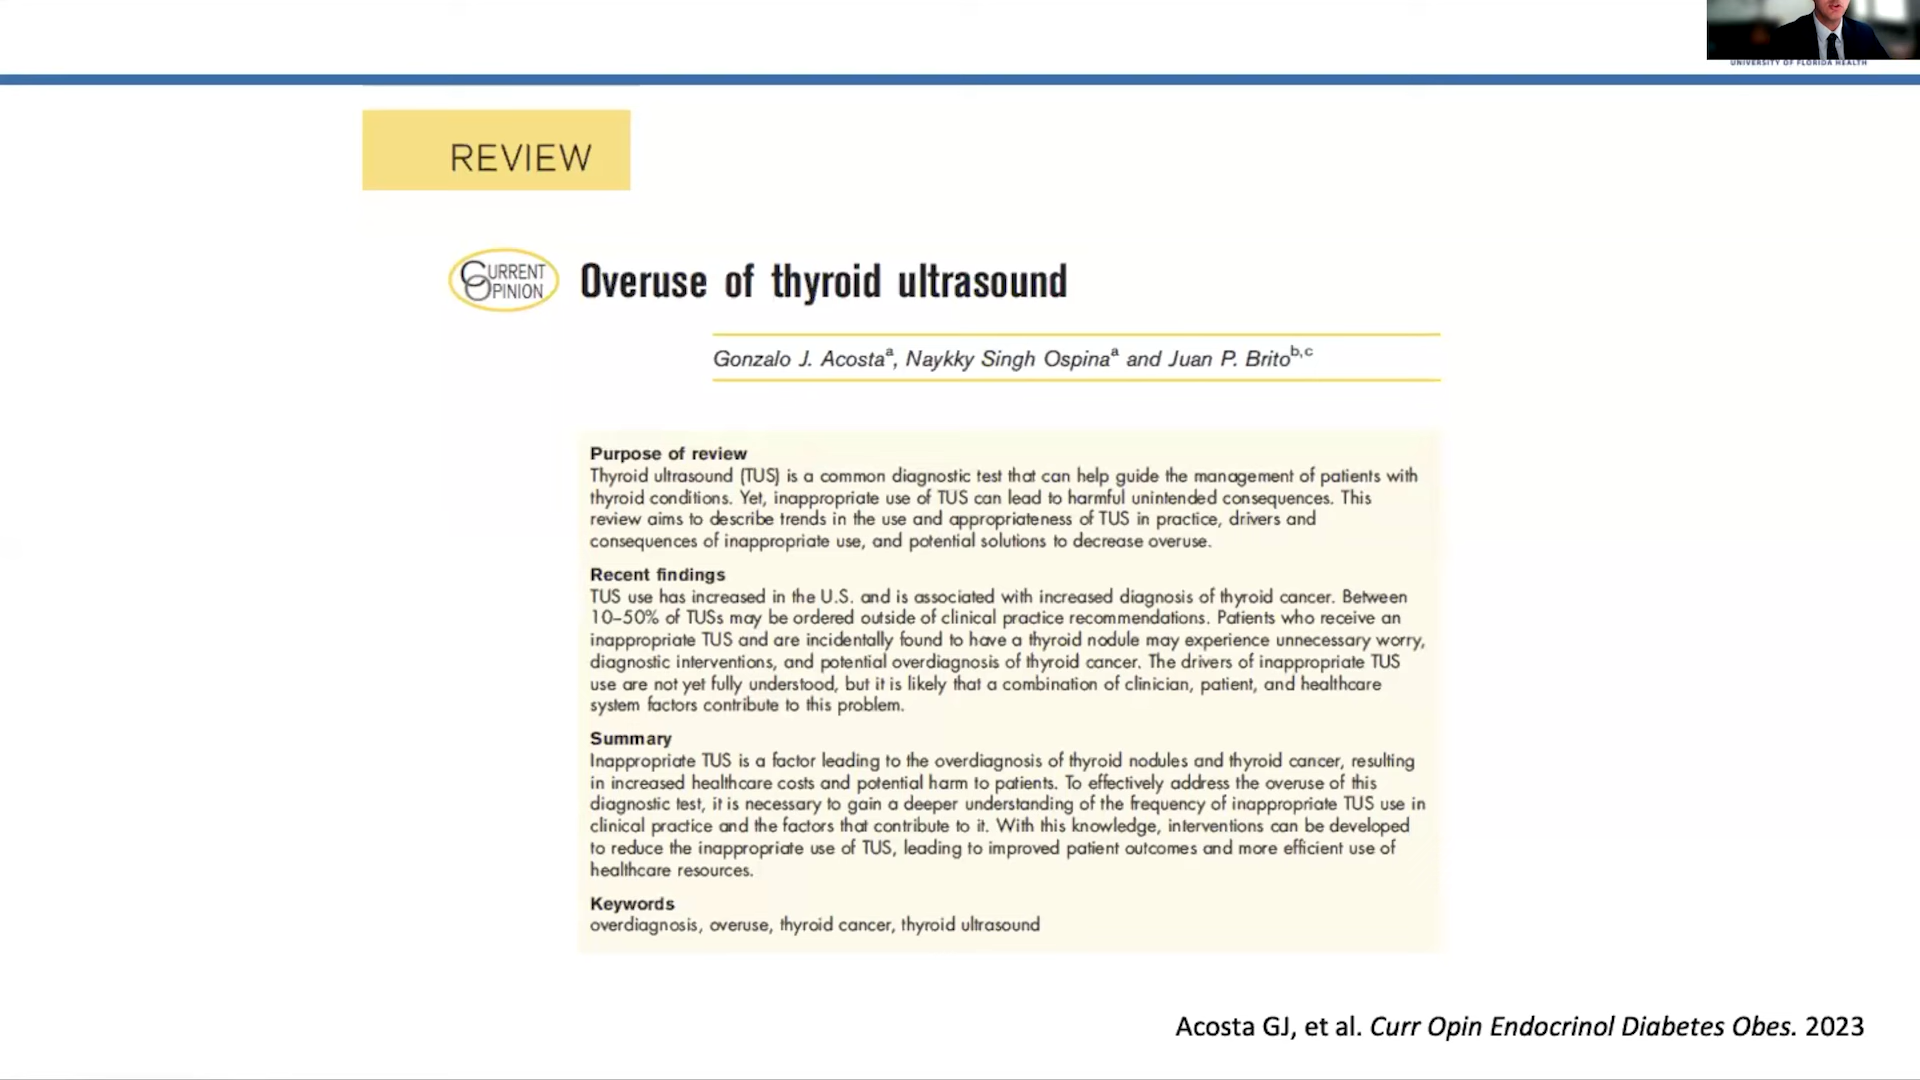 UNIVERSITY OF FLORIDA HEALTH
REVIEW
CURRENT
OPINION
Overuse of thyroid ultrasound
Gonzalo J. Acostaᵃ, Naykky Singh Ospinaᵃ and Juan P. Britoᵇ,ᶜ
Purpose of review
Thyroid ultrasound (TUS) is a common diagnostic test that can help guide the management of patients with
thyroid conditions. Yet, inappropriate use of TUS can lead to harmful unintended consequences. This
review aims to describe trends in the use and appropriateness of TUS in practice, drivers and
consequences of inappropriate use, and potential solutions to decrease overuse.
Recent findings
TUS use has increased in the U.S. and is associated with increased diagnosis of thyroid cancer. Between
10–50% of TUSs may be ordered outside of clinical practice recommendations. Patients who receive an
inappropriate TUS and are incidentally found to have a thyroid nodule may experience unnecessary worry,
diagnostic interventions, and potential overdiagnosis of thyroid cancer. The drivers of inappropriate TUS
use are not yet fully understood, but it is likely that a combination of clinician, patient, and healthcare
system factors contribute to this problem.
Summary
Inappropriate TUS is a factor leading to the overdiagnosis of thyroid nodules and thyroid cancer, resulting
in increased healthcare costs and potential harm to patients. To effectively address the overuse of this
diagnostic test, it is necessary to gain a deeper understanding of the frequency of inappropriate TUS use in
clinical practice and the factors that contribute to it. With this knowledge, interventions can be developed
to reduce the inappropriate use of TUS, leading to improved patient outcomes and more efficient use of
healthcare resources.
Keywords
overdiagnosis, overuse, thyroid cancer, thyroid ultrasound
Acosta GJ, et al. Curr Opin Endocrinol Diabetes Obes. 2023